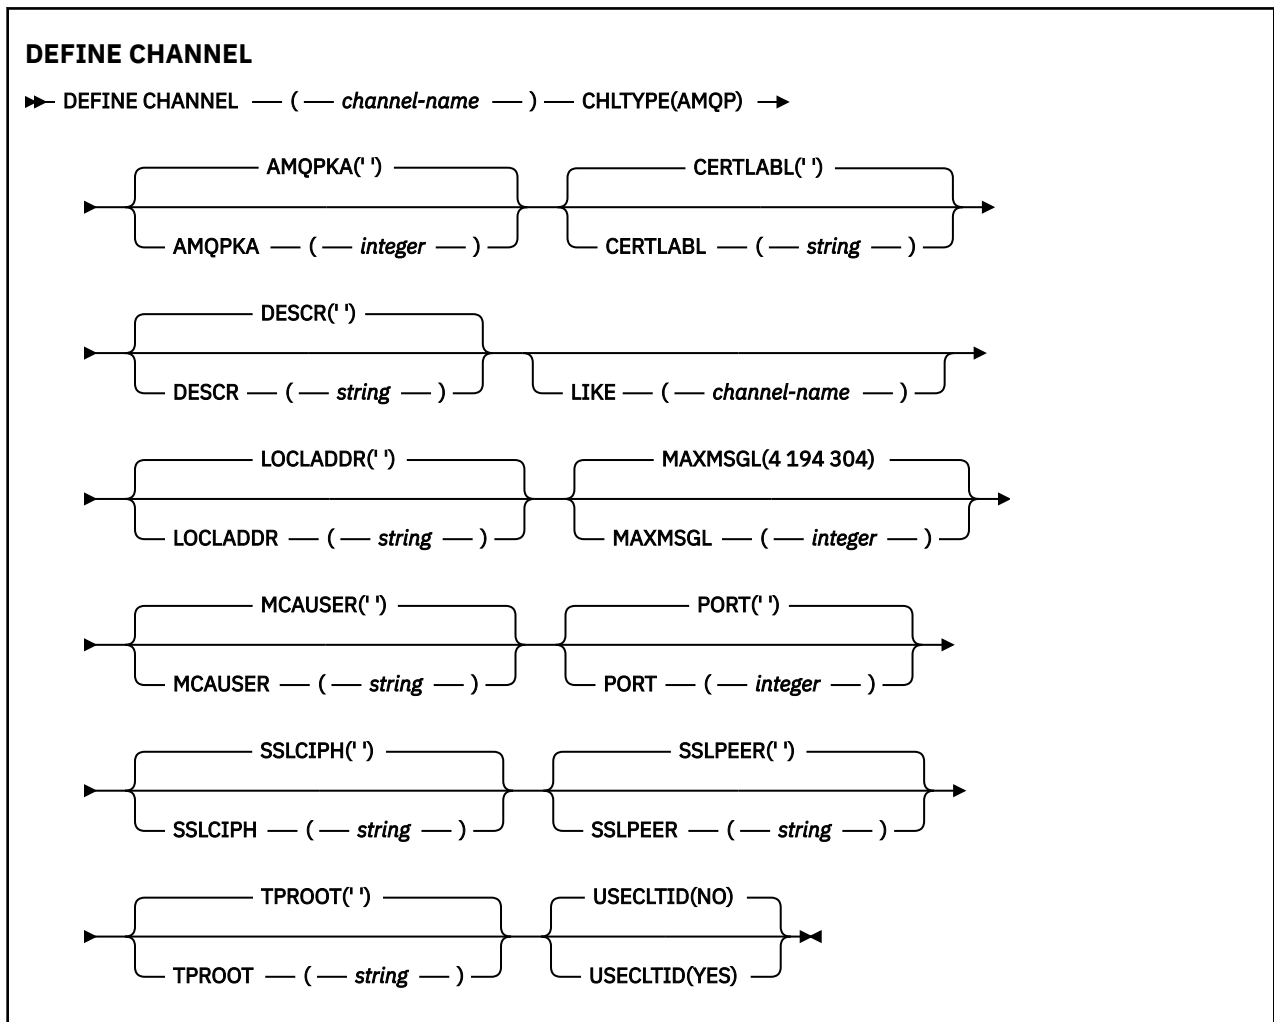 DEFINE CHANNEL
DEFINE CHANNEL ( channel-name ) CHLTYPE(AMQP)
AMQPKA(' ') CERTLABL(' ')
AMQPKA ( integer ) CERTLABL ( string )
DESCR(' ')
DESCR ( string ) LIKE ( channel-name )
LOCLADDR(' ') MAXMSGL(4 194 304)
LOCLADDR ( string ) MAXMSGL ( integer )
MCAUSER(' ') PORT(' ')
MCAUSER ( string ) PORT ( integer )
SSLCIPH(' ') SSLPEER(' ')
SSLCIPH ( string ) SSLPEER ( string )
TPROOT(' ') USECLTID(NO)
TPROOT ( string ) USECLTID(YES)